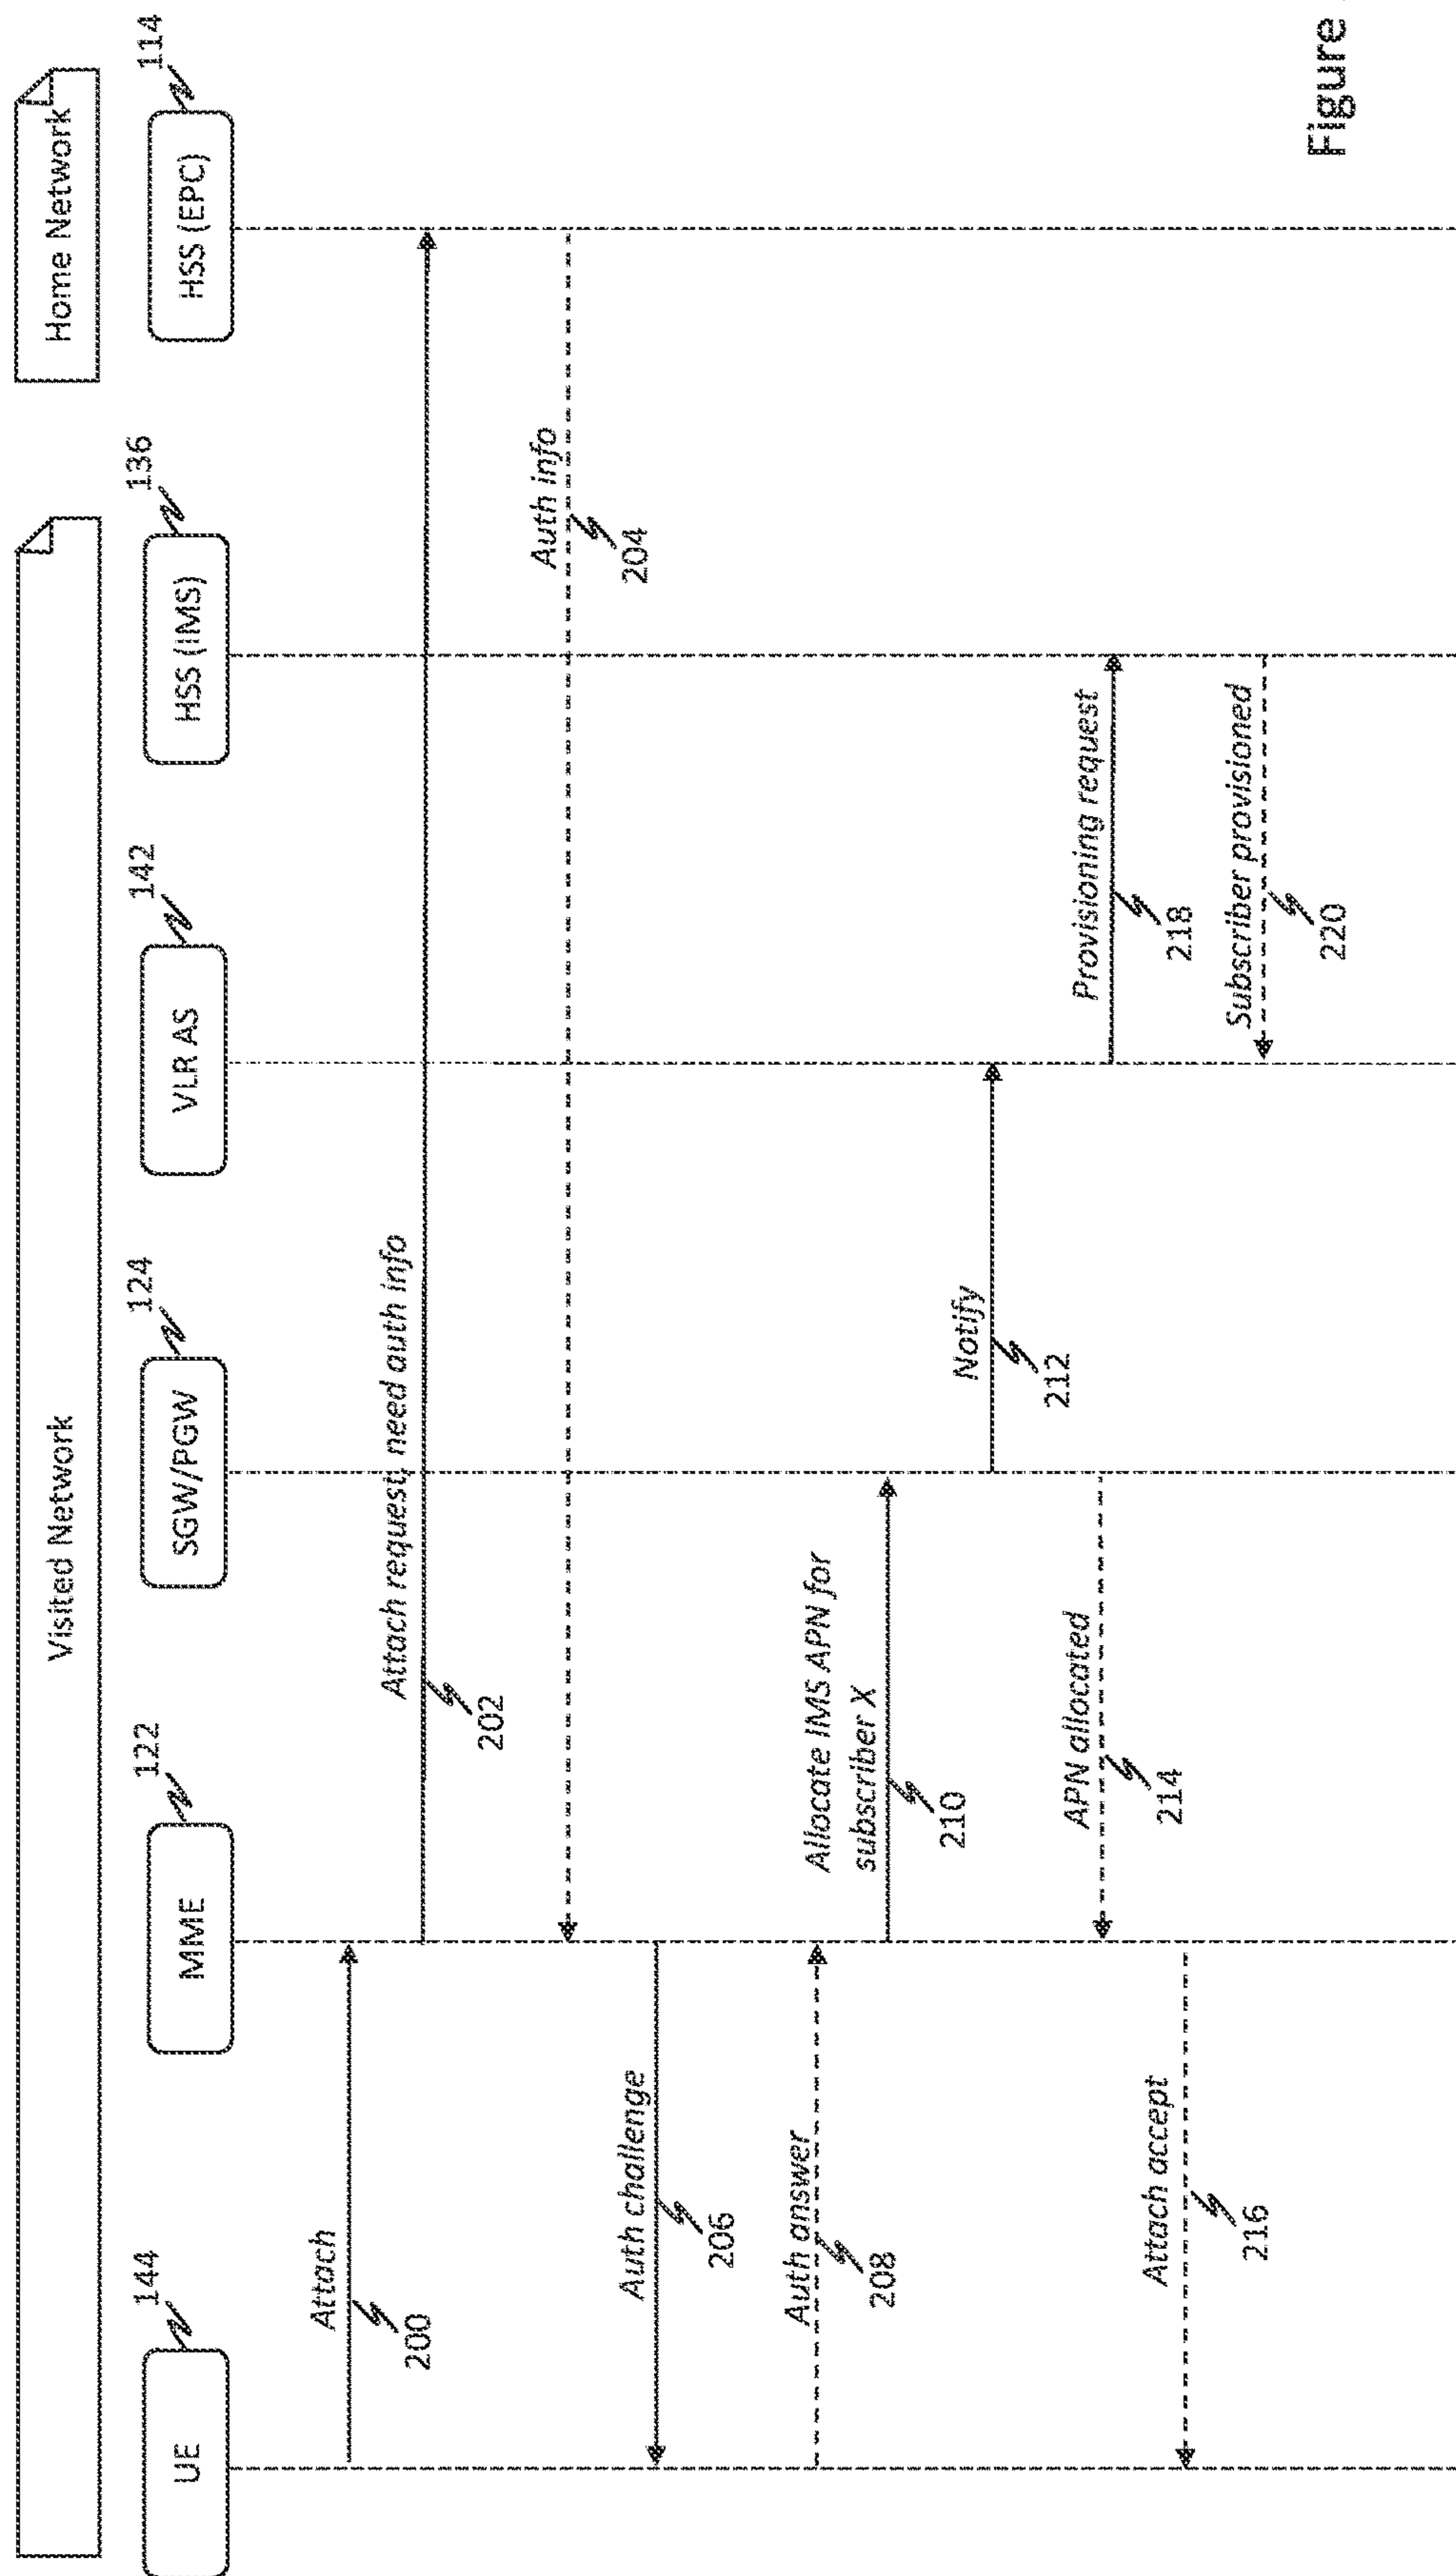 Visited Network
Home Network
144
122
124
142
136
114
UE
MME
SGW/PGW
VLR AS
HSS (IMS)
HSS (EPC)
Attach
200
Attach request, need auth info
202
Auth info
204
Auth challenge
206
Auth answer
208
Allocate IMS APN for
subscriber X
210
Notify
212
APN allocated
214
Provisioning request
218
Attach accept
216
Subscriber provisioned
220
Figure